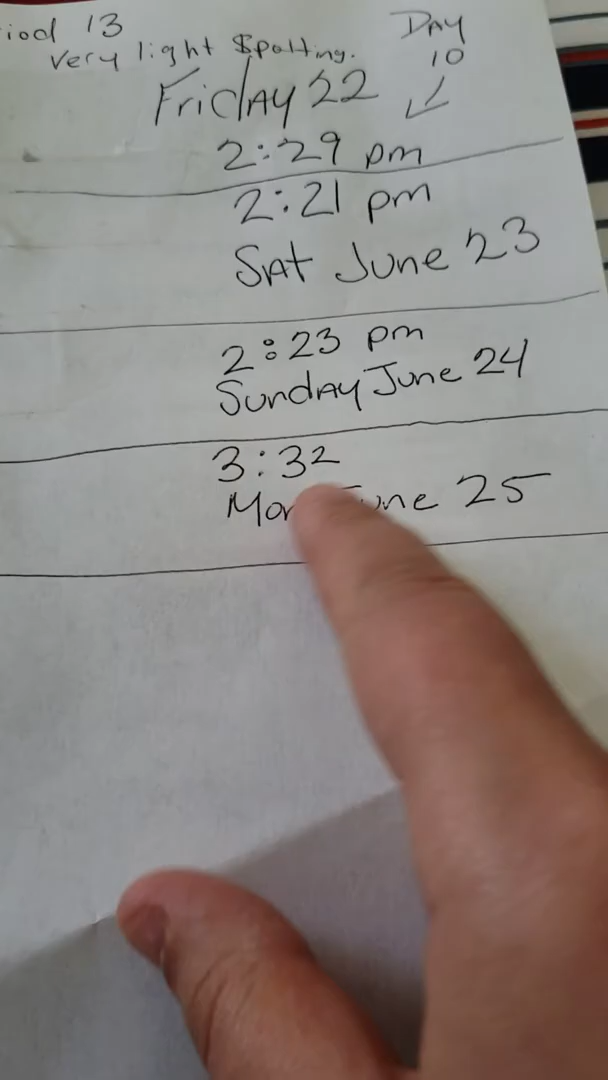 iod 13
very light Spotting.
DAY
10
Friday 22
2:29 pm
2:21 pm
SAt June 23
2:23 pm
Sunday June 24
3:32
June 25